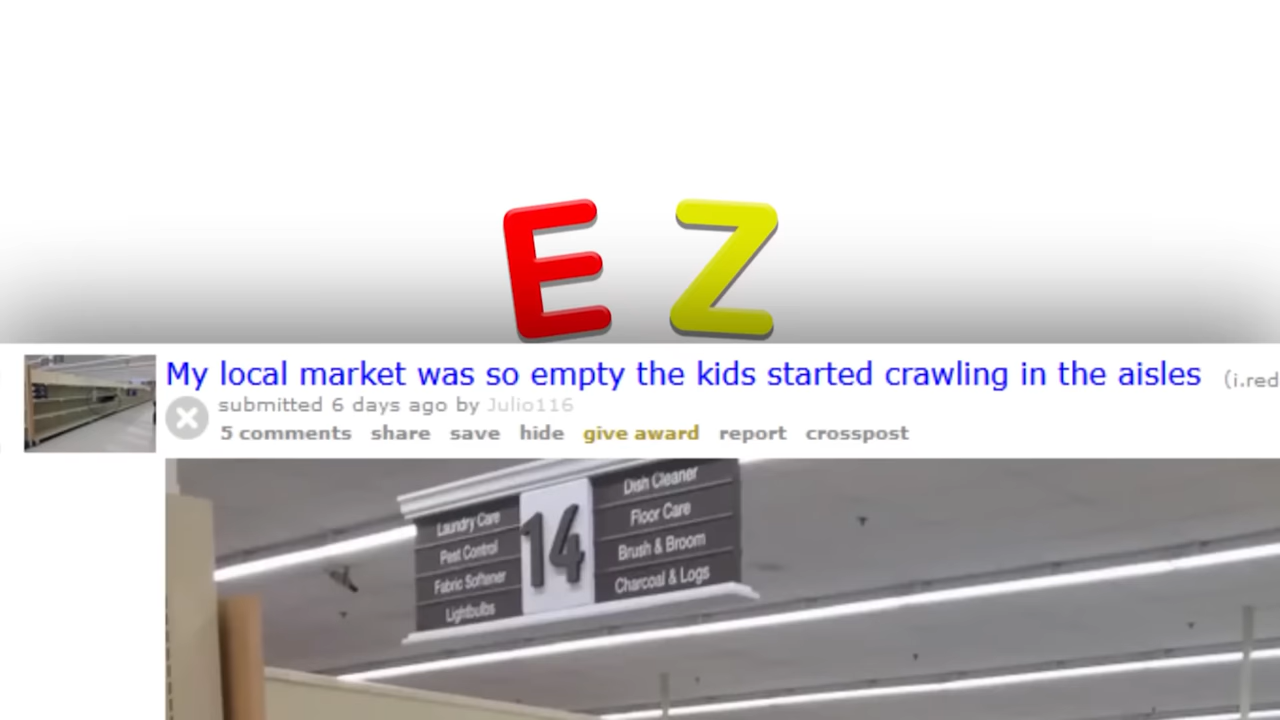 E Z
My local market was so empty the kids started crawling in the aisles (i.red
submitted 6 days ago by Julio116
5 comments share save hide give award report crosspost
14
Laundry Care
Pest Control
Fabric Softener
Lightbulbs
Dish Cleaner
Floor Care
Brush & Broom
Charcoal & Logs